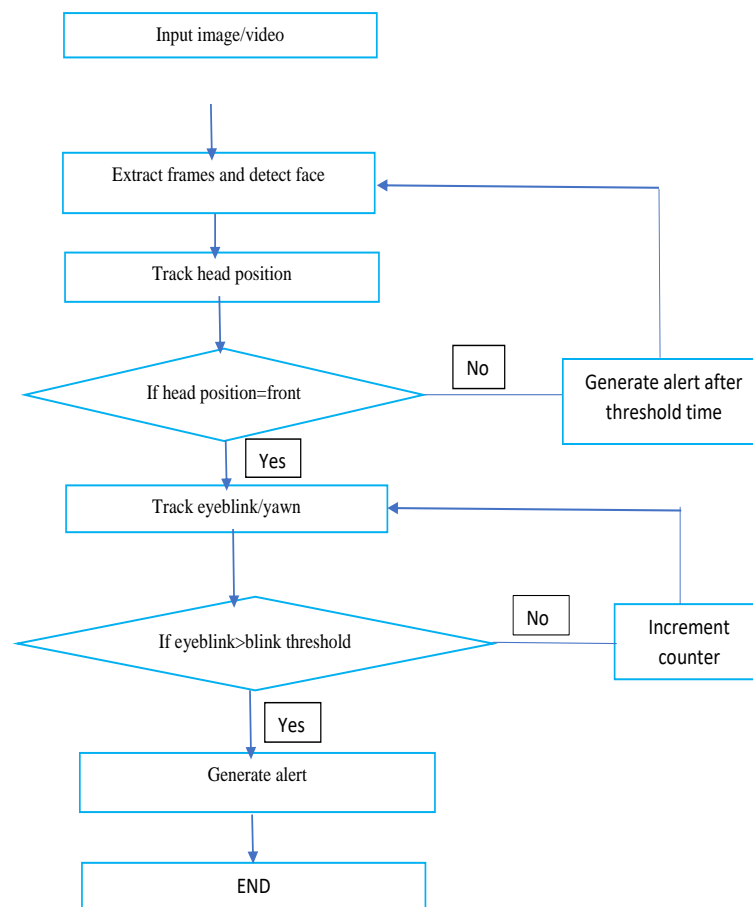 Input image/video
Extract frames and detect face
Track head position
If head position=front
No
Generate alert after
threshold time
Yes
Track eyeblink/yawn
If eyeblink>blink threshold
No
Increment
counter
Yes
Generate alert
END